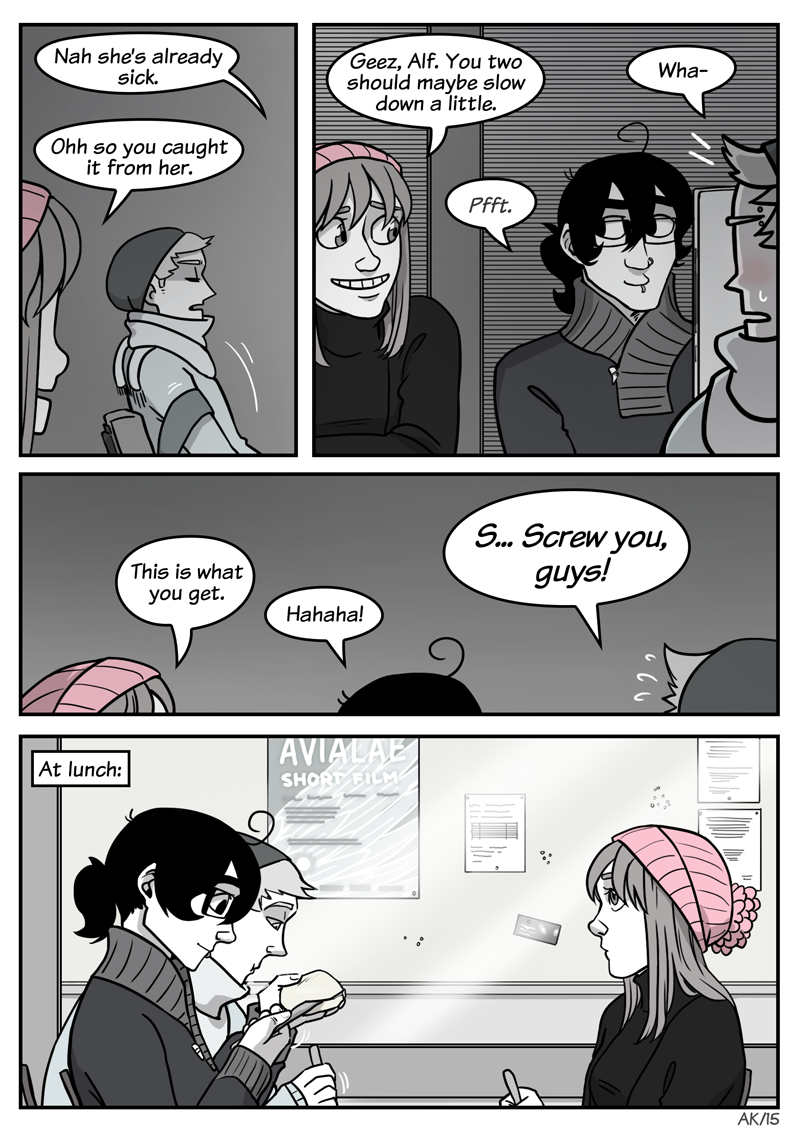 Nah she's already
sick.
Ohh so you caught
it from her.
Geez, Alf. You two
should maybe slow
down a little.
Wha-
Pfft.
This is what
you get.
Hahaha!
S... Screw you,
guys!
At lunch:
AVIALAE
SHORT FILM
AK/15